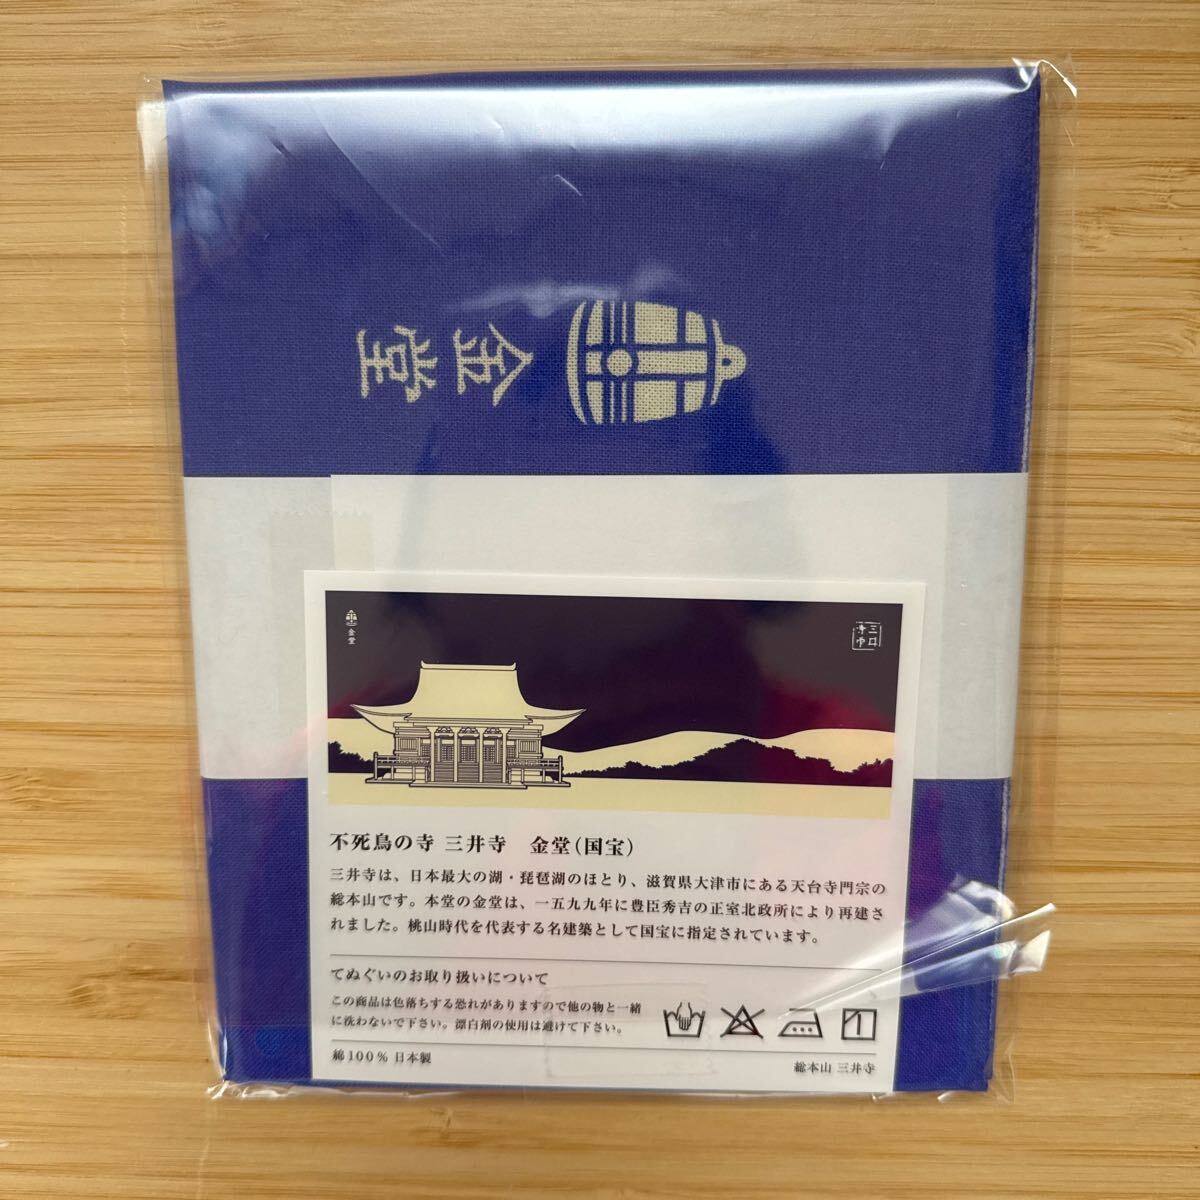 金堂
金堂
三井
寺印
不死鳥の寺 三井寺　金堂（国宝）
三井寺は、日本最大の湖・琵琶湖のほとり、滋賀県大津市にある天台寺門宗の
総本山です。本堂の金堂は、一五九九年に豊臣秀吉の正室北政所により再建さ
れました。桃山時代を代表する名建築として国宝に指定されています。
てぬぐいのお取り扱いについて
この商品は色落ちする恐れがありますので他の物と一緒
に洗わないで下さい。漂白剤の使用は避けて下さい。
綿100％ 日本製
総本山 三井寺